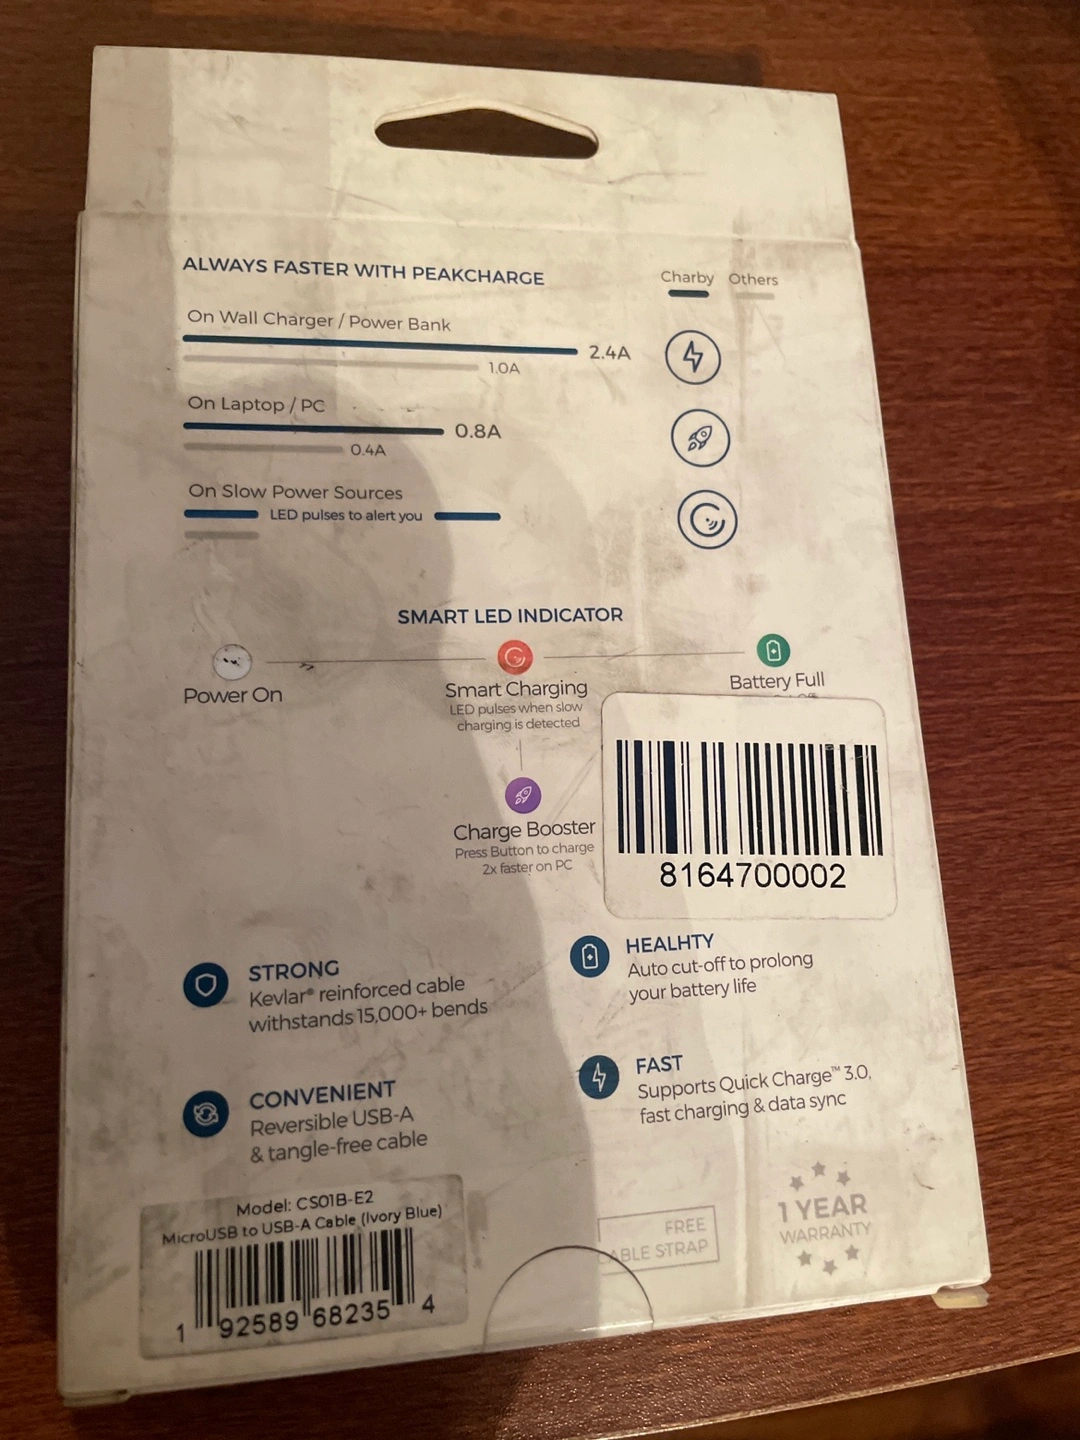 ALWAYS FASTER WITH PEAKCHARGE
Charby Others
On Wall Charger / Power Bank
2.4A
1.0A
On Laptop / PC
0.8A
0.4A
On Slow Power Sources
LED pulses to alert you
SMART LED INDICATOR
Power On
Smart Charging
LED pulses when slow
charging is detected
Battery Full
Charge Booster
Press Button to charge
2x faster on PC
8164700002
STRONG
Kevlar® reinforced cable
withstands 15,000+ bends
HEALHTY
Auto cut-off to prolong
your battery life
CONVENIENT
Reversible USB-A
& tangle-free cable
FAST
Supports Quick Charge™ 3.0,
fast charging & data sync
Model: CS01B-E2
MicroUSB to USB-A Cable (Ivory Blue)
1 92589 68235 4
FREE
STRAP
1 YEAR
WARRANTY